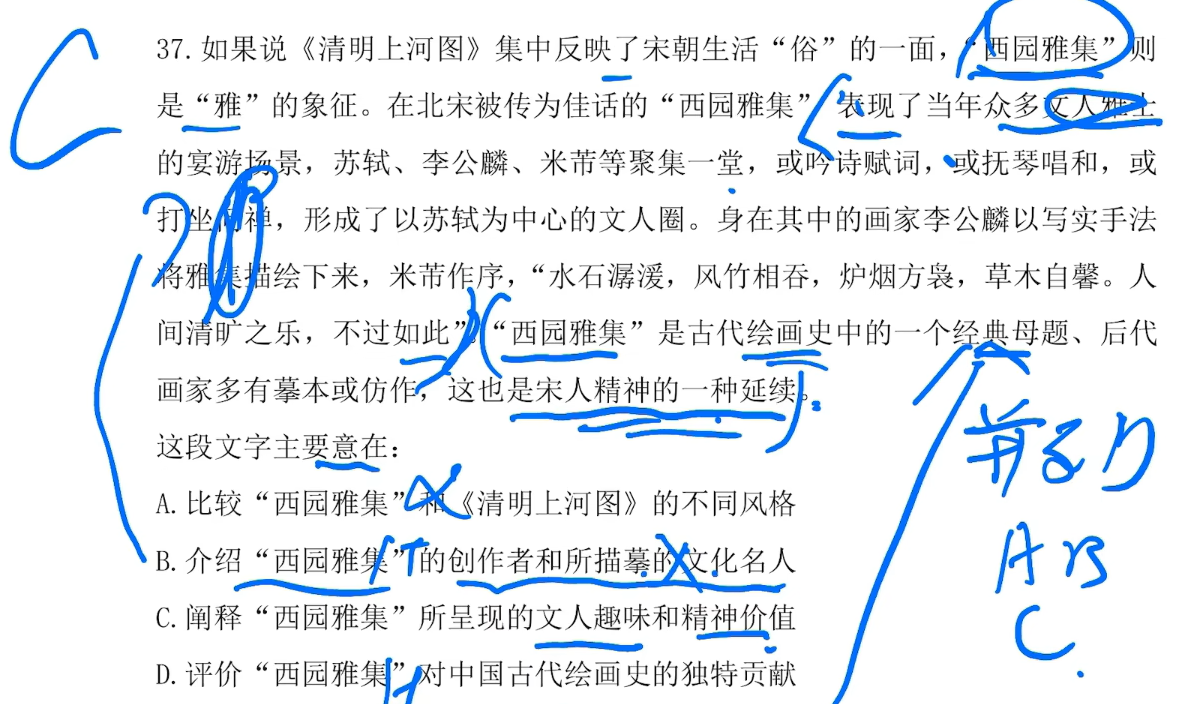 37.如果说《清明上河图》集中反映了宋朝生活“俗”的一面，“西园雅集”则
是“雅”的象征。在北宋被传为佳话的“西园雅集”表现了当年众多文人雅士
的宴游场景，苏轼、李公麟、米芾等聚集一堂，或吟诗赋词，或抚琴唱和，或
打坐问禅，形成了以苏轼为中心的文人圈。身在其中的画家李公麟以写实手法
将雅集描绘下来，米芾作序，“水石潺湲，风竹相吞，炉烟方袅，草木自馨。人
间清旷之乐，不过如此”。“西园雅集”是古代绘画史中的一个经典母题、后代
画家多有摹本或仿作，这也是宋人精神的一种延续。
这段文字主要意在：
A.比较“西园雅集”和《清明上河图》的不同风格
B.介绍“西园雅集”的创作者和所描摹的文化名人
C.阐释“西园雅集”所呈现的文人趣味和精神价值
D.评价“西园雅集”对中国古代绘画史的独特贡献
A B
C